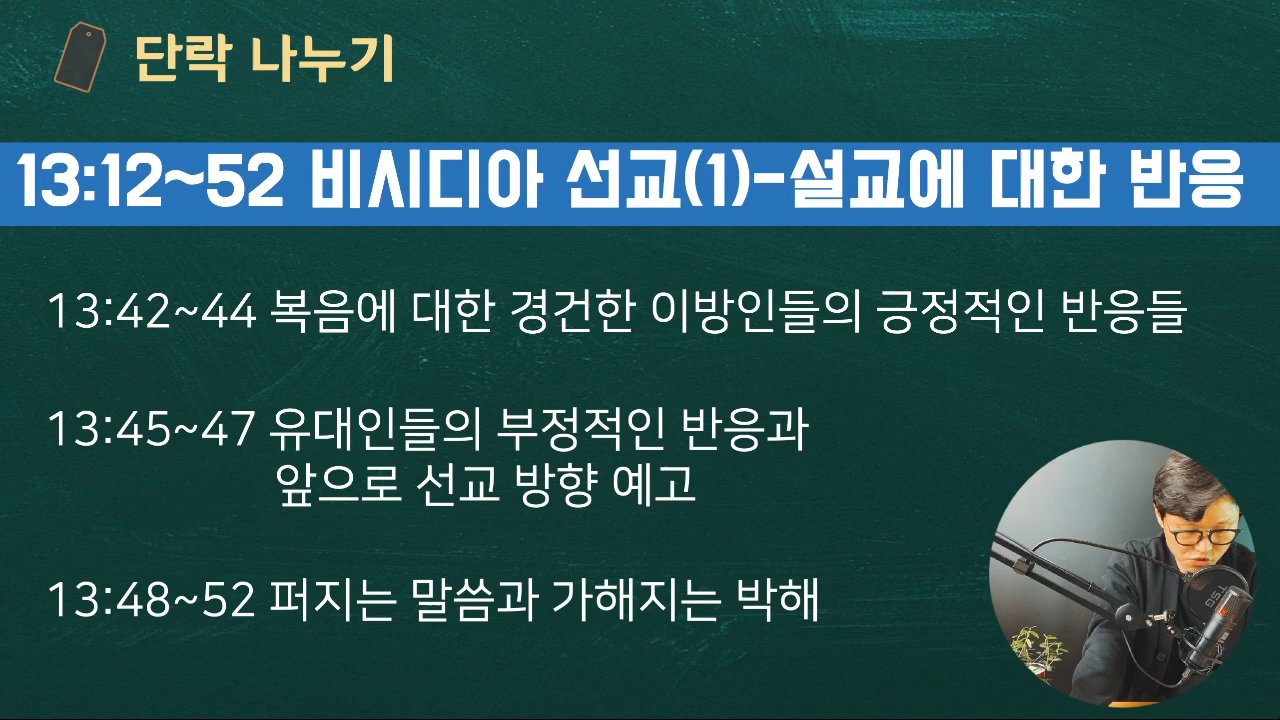 단락 나누기
13:12~52 비시디아 선교(1)-설교에 대한 반응
13:42~44 복음에 대한 경건한 이방인들의 긍정적인 반응들
13:45~47 유대인들의 부정적인 반응과
앞으로 선교 방향 예고
13:48~52 퍼지는 말씀과 가해지는 박해
TSG